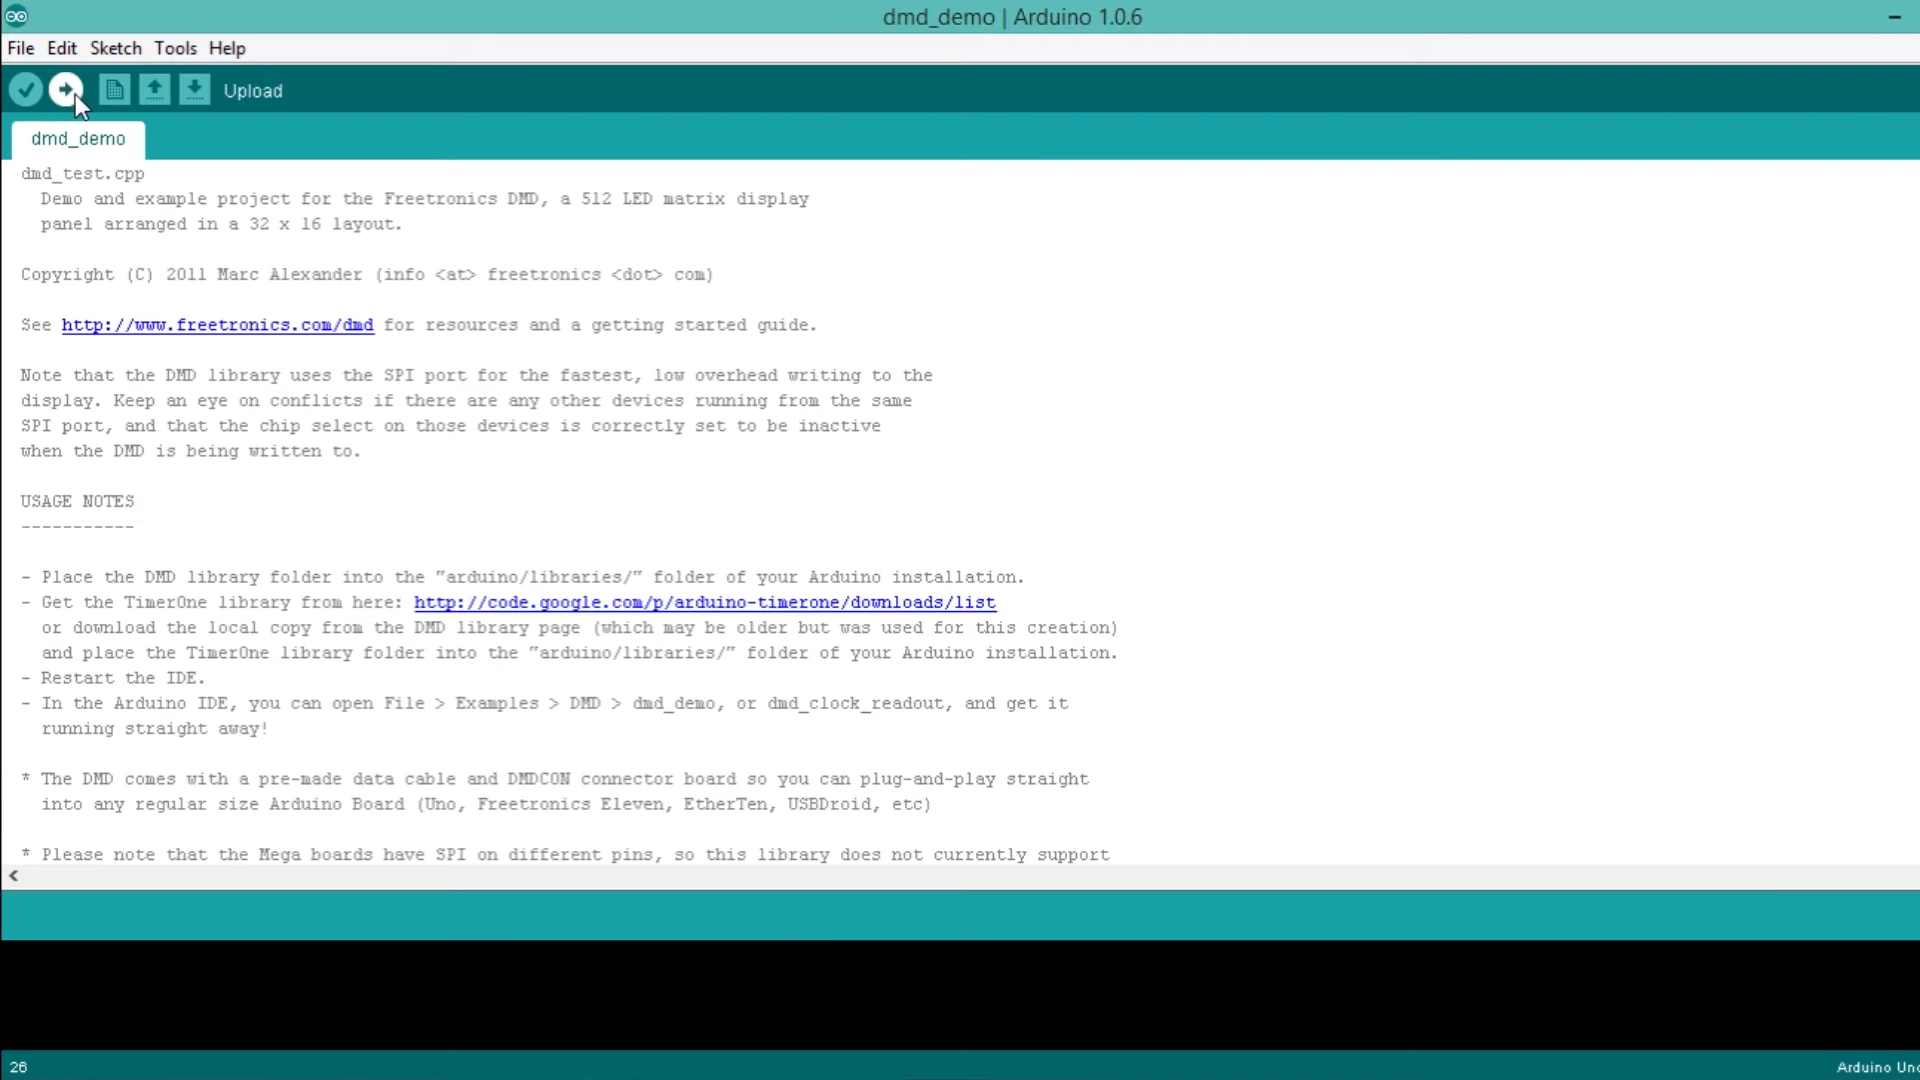 dmd_demo | Arduino 1.0.6
File Edit Sketch Tools Help
Upload
dmd_demo
dmd_test.cpp
Demo and example project for the Freetronics DMD, a 512 LED matrix display
panel arranged in a 32 x 16 layout.
Copyright (C) 2011 Marc Alexander (info <at> freetronics <dot> com)
See http://www.freetronics.com/dmd for resources and a getting started guide.
Note that the DMD library uses the SPI port for the fastest, low overhead writing to the
display. Keep an eye on conflicts if there are any other devices running from the same
SPI port, and that the chip select on those devices is correctly set to be inactive
when the DMD is being written to.
USAGE NOTES
-----------
- Place the DMD library folder into the "arduino/libraries/" folder of your Arduino installation.
- Get the TimerOne library from here: http://code.google.com/p/arduino-timerone/downloads/list
or download the local copy from the DMD library page (which may be older but was used for this creation)
and place the TimerOne library folder into the "arduino/libraries/" folder of your Arduino installation.
- Restart the IDE.
- In the Arduino IDE, you can open File > Examples > DMD > dmd_demo, or dmd_clock_readout, and get it
running straight away!
* The DMD comes with a pre-made data cable and DMDCON connector board so you can plug-and-play straight
into any regular size Arduino Board (Uno, Freetronics Eleven, EtherTen, USBDroid, etc)
* Please note that the Mega boards have SPI on different pins, so this library does not currently support
26
Arduino Uno